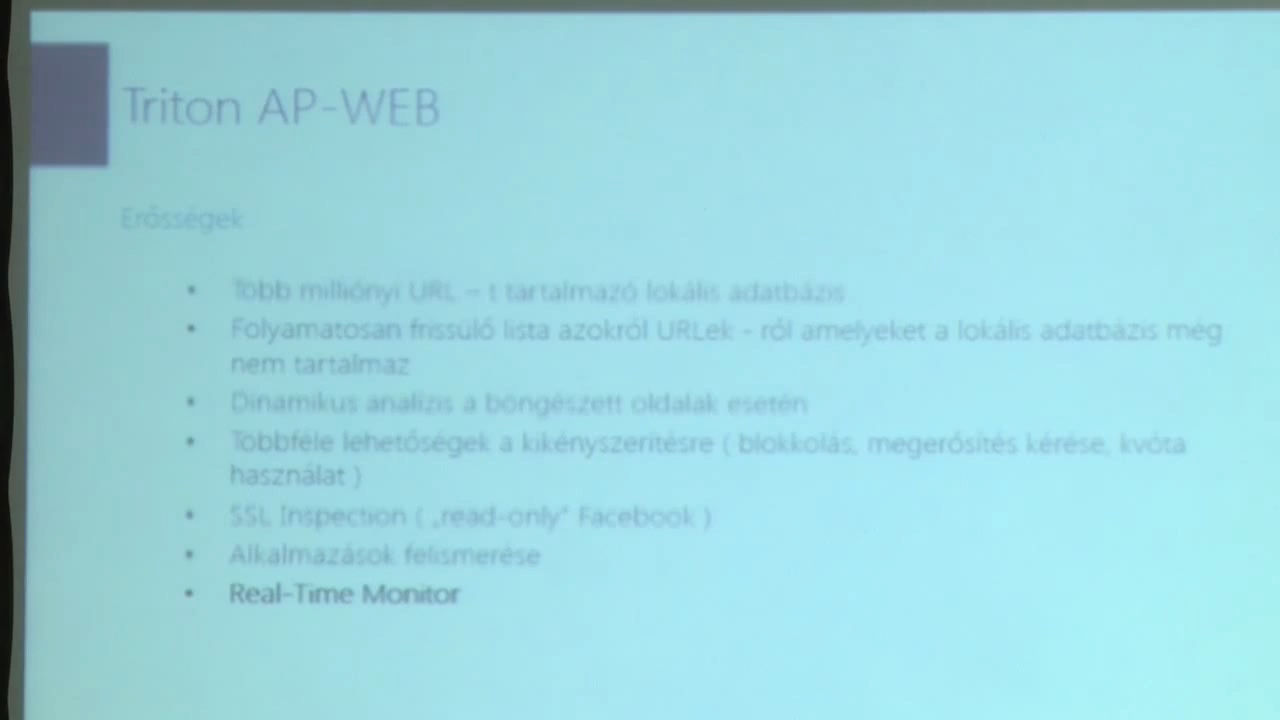 Triton AP-WEB
Erősségek
• Több milliónyi URL – t tartalmazó lokális adatbázis
• Folyamatosan frissülő lista azokról URLek - ról amelyeket a lokális adatbázis még
nem tartalmaz
• Dinamikus analízis a böngészett oldalak esetén
• Többféle lehetőségek a kikényszerítésre ( blokkolás, megerősítés kérése, kvóta
használat )
• SSL Inspection ( „read-only” Facebook )
• Alkalmazások felismerése
• Real-Time Monitor